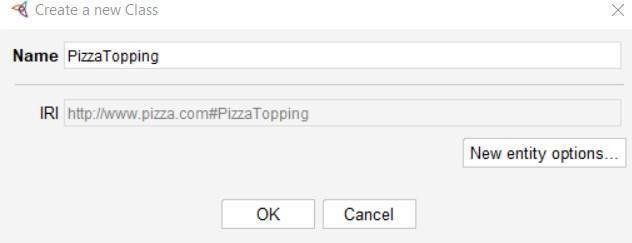 Create a new Class
Name PizzaTopping
IRI http://www.pizza.com#PizzaTopping
New entity options...
OK Cancel